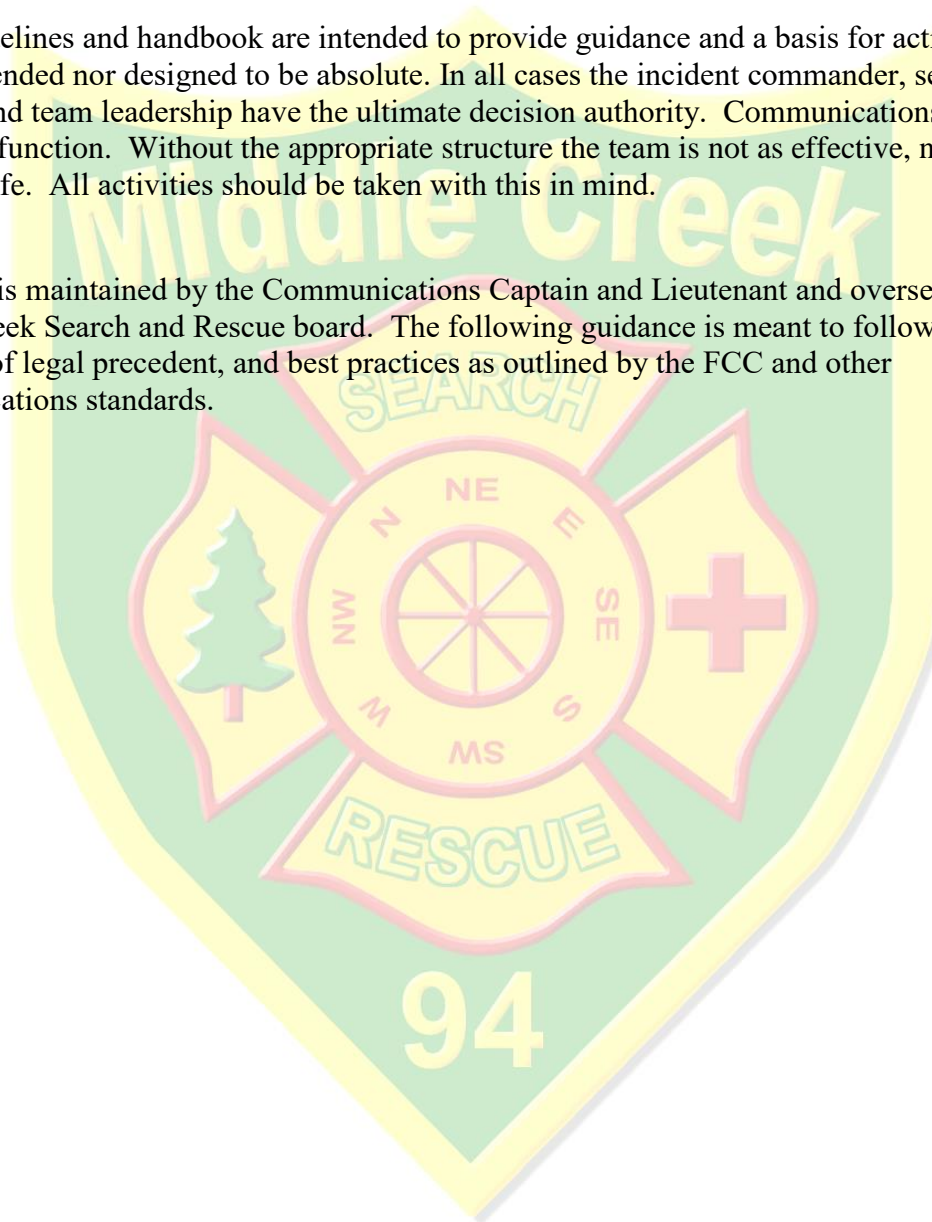 elines and handbook are intended to provide guidance and a basis for acti
ended nor designed to be absolute. In all cases the incident commander, se
nd team leadership have the ultimate decision authority. Communications
function. Without the appropriate structure the team is not as effective, n
fe. All activities should be taken with this in mind.
Middle Creek
is maintained by the Communications Captain and Lieutenant and overse
eek Search and Rescue board. The following guidance is meant to follow
of legal precedent, and best practices as outlined by the FCC and other
ations standards.
SEARCH
NE
N
E
NW
SE
W
S
SW
RESCUE
94